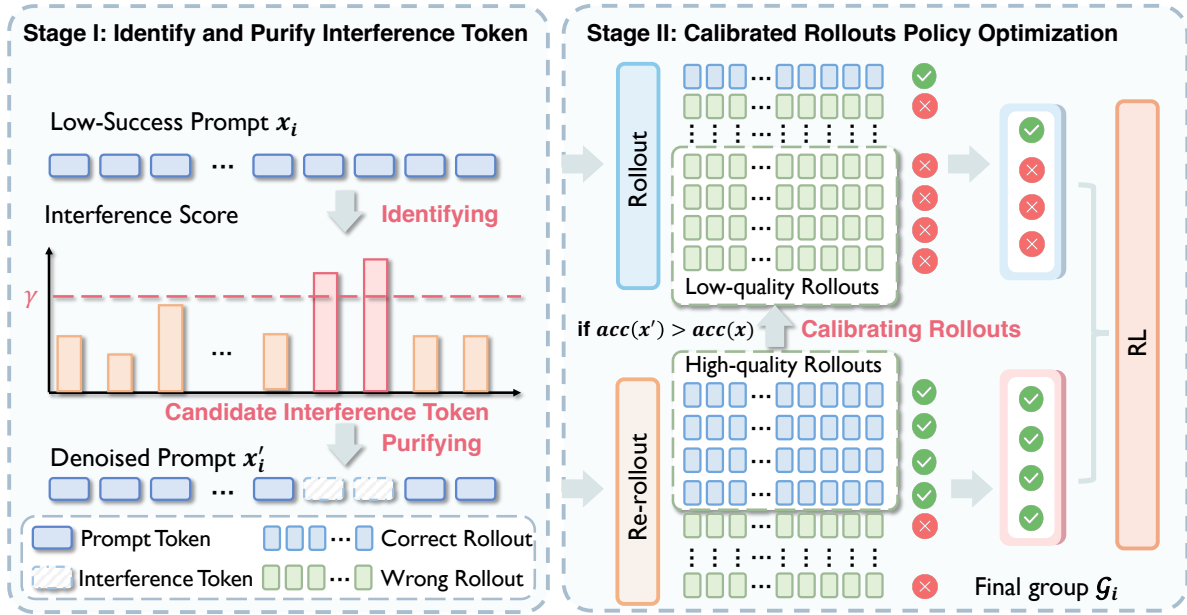 Stage I: Identify and Purify Interference Token
Low-Success Prompt x_i
...
Identifying
Interference Score
γ
...
Candidate Interference Token
Purifying
Denoised Prompt x'_i
...
Prompt Token
... Correct Rollout
Interference Token
... Wrong Rollout
Stage II: Calibrated Rollouts Policy Optimization
Rollout
Low-quality Rollouts
if acc(x') > acc(x)
Calibrating Rollouts
High-quality Rollouts
Re-rollout
RL
Final group G_i